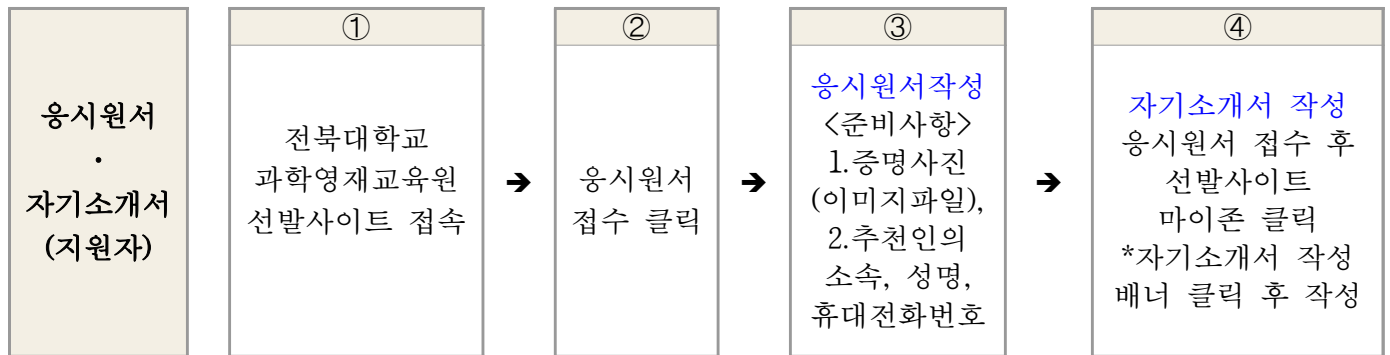 응시원서
·
자기소개서
(지원자)
①
전북대학교
과학영재교육원
선발사이트 접속
➔
②
응시원서
접수 클릭
➔
③
응시원서작성
<준비사항>
1.증명사진
(이미지파일),
2.추천인의
소속, 성명,
휴대전화번호
➔
④
자기소개서 작성
응시원서 접수 후
선발사이트
마이존 클릭
*자기소개서 작성
배너 클릭 후 작성